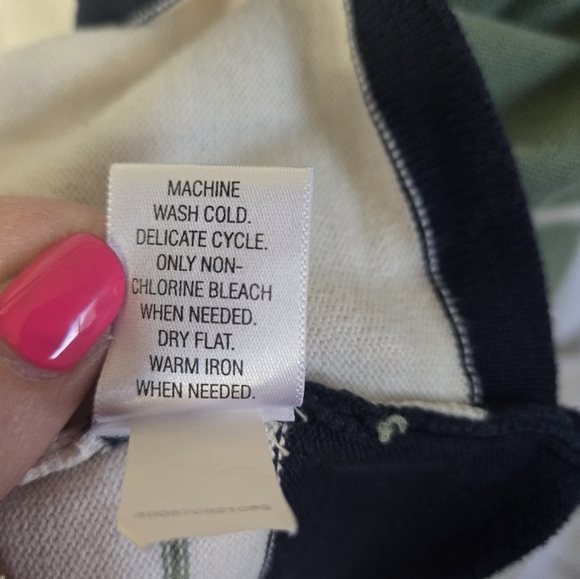 MACHINE
WASH COLD.
DELICATE CYCLE.
ONLY NON-
CHLORINE BLEACH
WHEN NEEDED.
DRY FLAT.
WARM IRON
WHEN NEEDED.